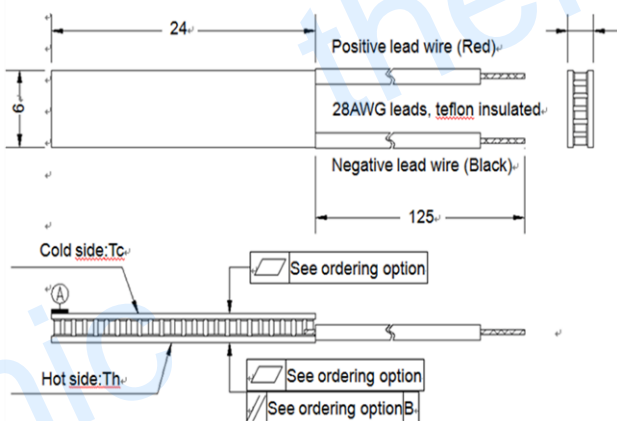 24
Positive lead wire (Red)
6
28AWG leads, teflon insulated
Negative lead wire (Black)
125
Cold side:Tc
See ordering option
A
Hot side:Th
See ordering option
See ordering option B